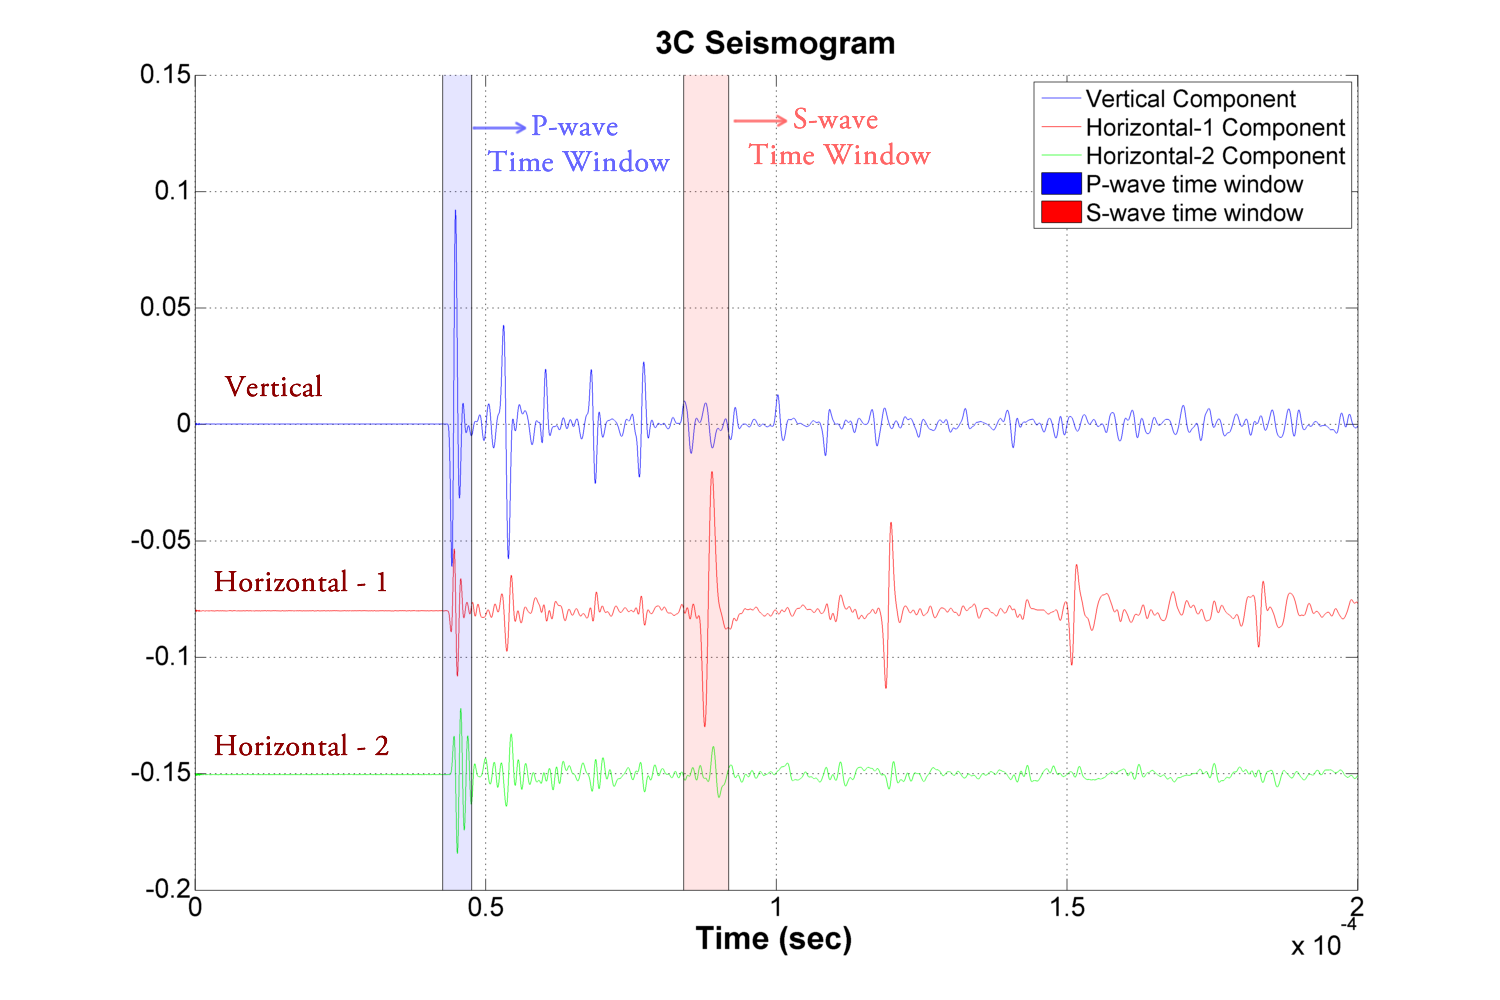 3C Seismogram
0.15
0.1
0.05
0
-0.05
-0.1
-0.15
-0.2
P-wave
Time Window
S-wave
Time Window
Vertical Component
Horizontal-1 Component
Horizontal-2 Component
P-wave time window
S-wave time window
Vertical
Horizontal - 1
Horizontal - 2
0 0.5 1 1.5 2
Time (sec)
x 10-4